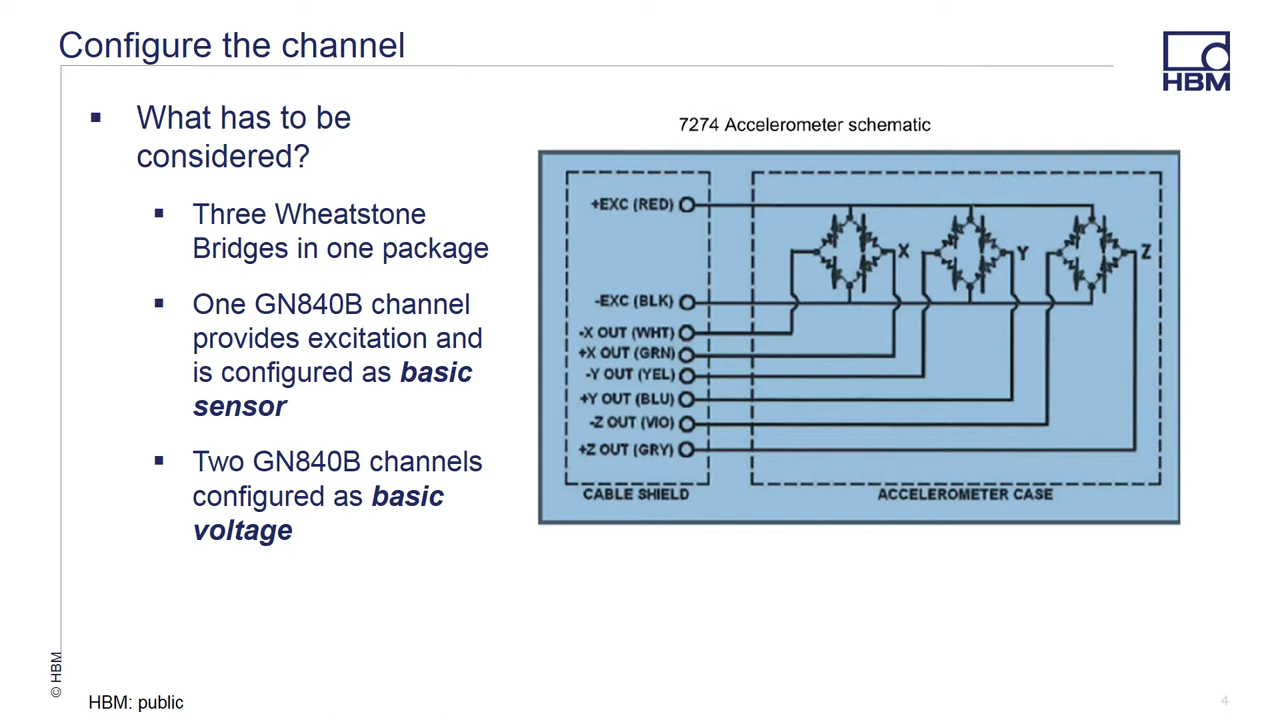 Configure the channel
HBM
What has to be
considered?
Three Wheatstone
Bridges in one package
One GN840B channel
provides excitation and
is configured as basic
sensor
Two GN840B channels
configured as basic
voltage
7274 Accelerometer schematic
+EXC (RED)
-EXC (BLK)
-X OUT (WHT)
+X OUT (GRN)
-Y OUT (YEL)
+Y OUT (BLU)
-Z OUT (VIO)
+Z OUT (GRY)
X
Y
Z
CABLE SHIELD
ACCELEROMETER CASE
© HBM
HBM: public
4